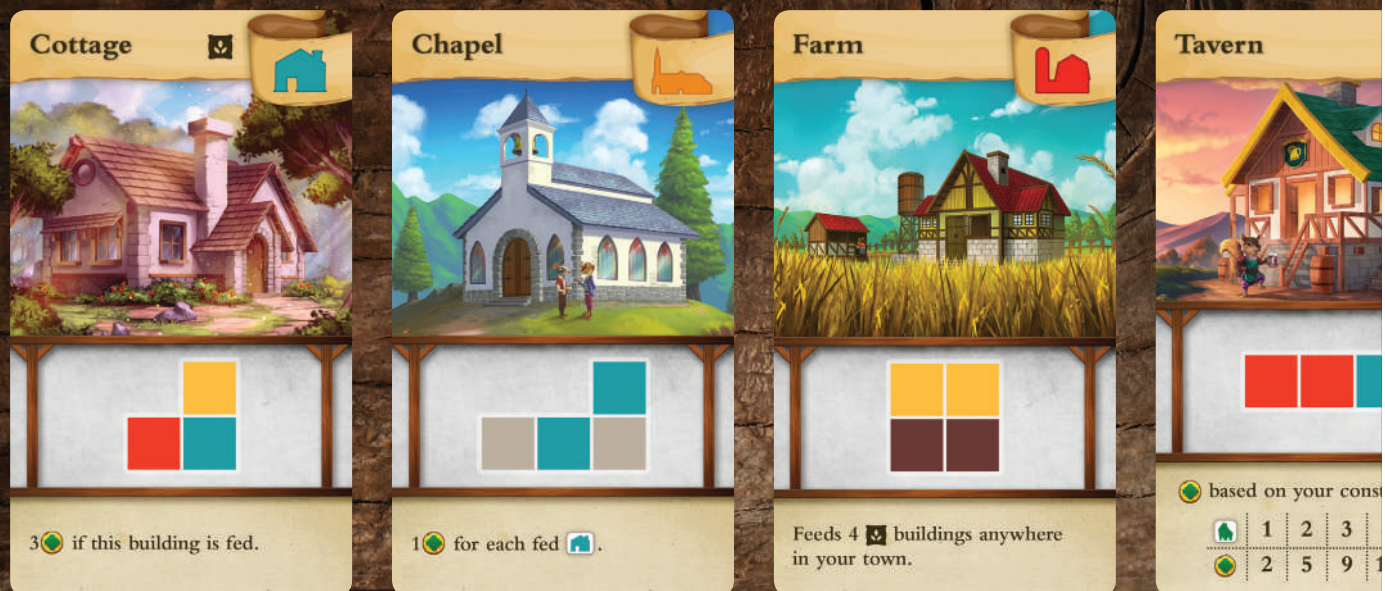 Cottage
3 if this building is fed.
Chapel
1 for each fed .
Farm
Feeds 4 buildings anywhere
in your town.
Tavern
based on your
1 2 3
2 5 9